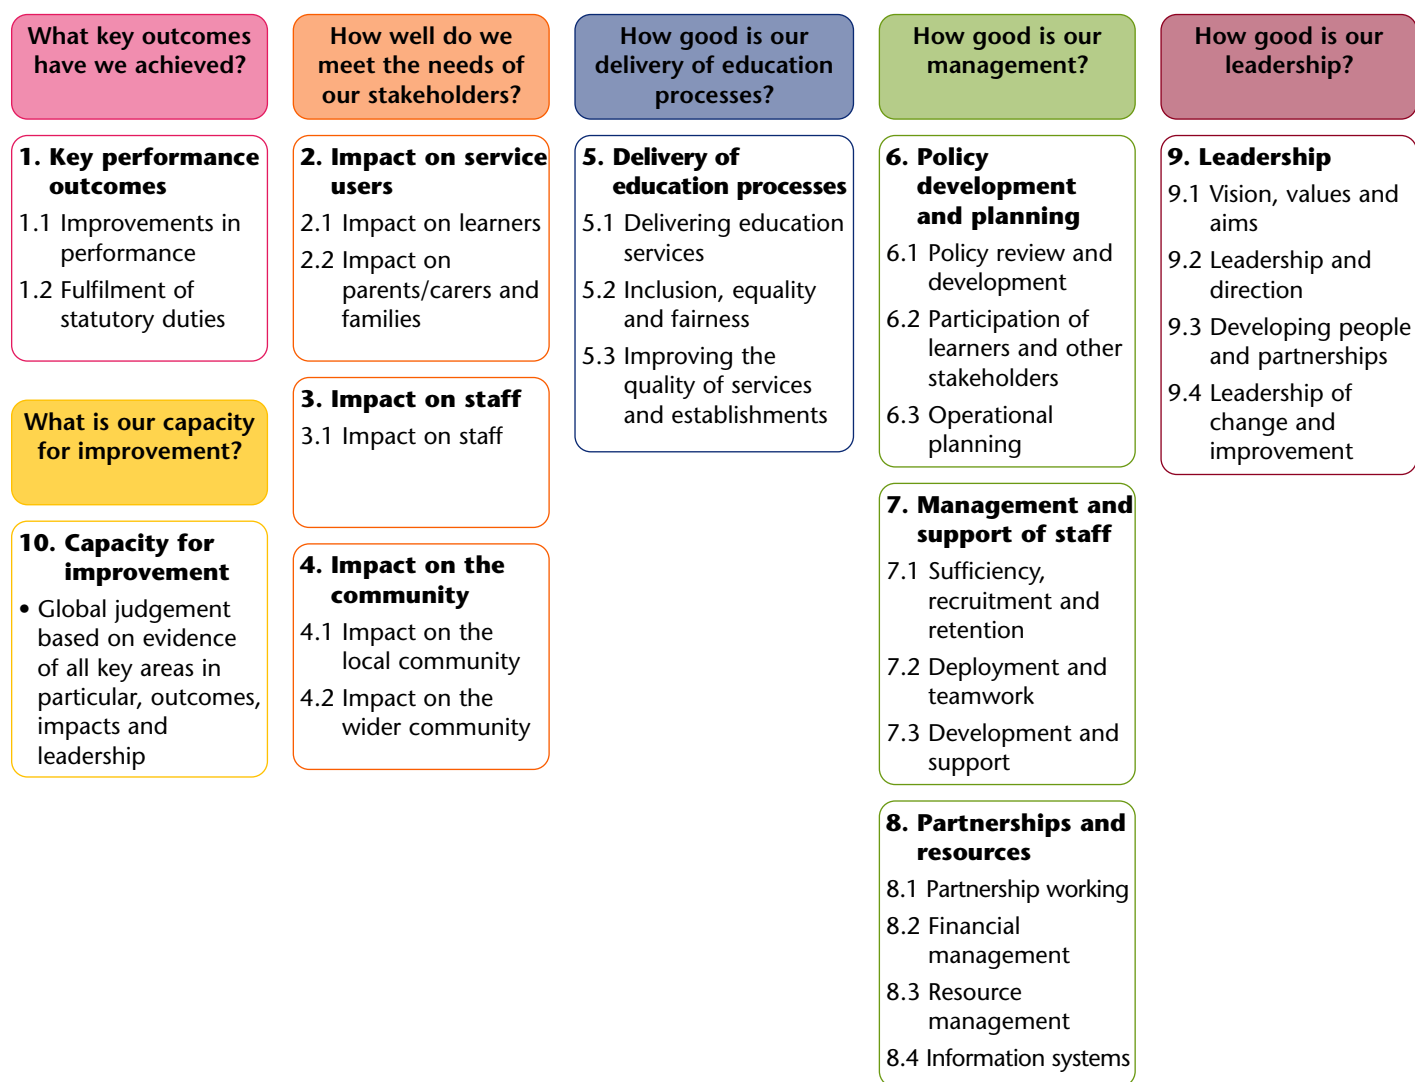 What key outcomes
have we achieved?
1. Key performance
outcomes
1.1 Improvements in
performance
1.2 Fulfilment of
statutory duties
What is our capacity
for improvement?
10. Capacity for
improvement
• Global judgement
based on evidence
of all key areas in
particular, outcomes,
impacts and
leadership
How well do we
meet the needs of
our stakeholders?
2. Impact on service
users
2.1 Impact on learners
2.2 Impact on
parents/carers and
families
3. Impact on staff
3.1 Impact on staff
4. Impact on the
community
4.1 Impact on the
local community
4.2 Impact on the
wider community
How good is our
delivery of education
processes?
5. Delivery of
education processes
5.1 Delivering education
services
5.2 Inclusion, equality
and fairness
5.3 Improving the
quality of services
and establishments
How good is our
management?
6. Policy
development
and planning
6.1 Policy review and
development
6.2 Participation of
learners and other
stakeholders
6.3 Operational
planning
7. Management and
support of staff
7.1 Sufficiency,
recruitment and
retention
7.2 Deployment and
teamwork
7.3 Development and
support
8. Partnerships and
resources
8.1 Partnership working
8.2 Financial
management
8.3 Resource
management
8.4 Information systems
How good is our
leadership?
9. Leadership
9.1 Vision, values and
aims
9.2 Leadership and
direction
9.3 Developing people
and partnerships
9.4 Leadership of
change and
improvement